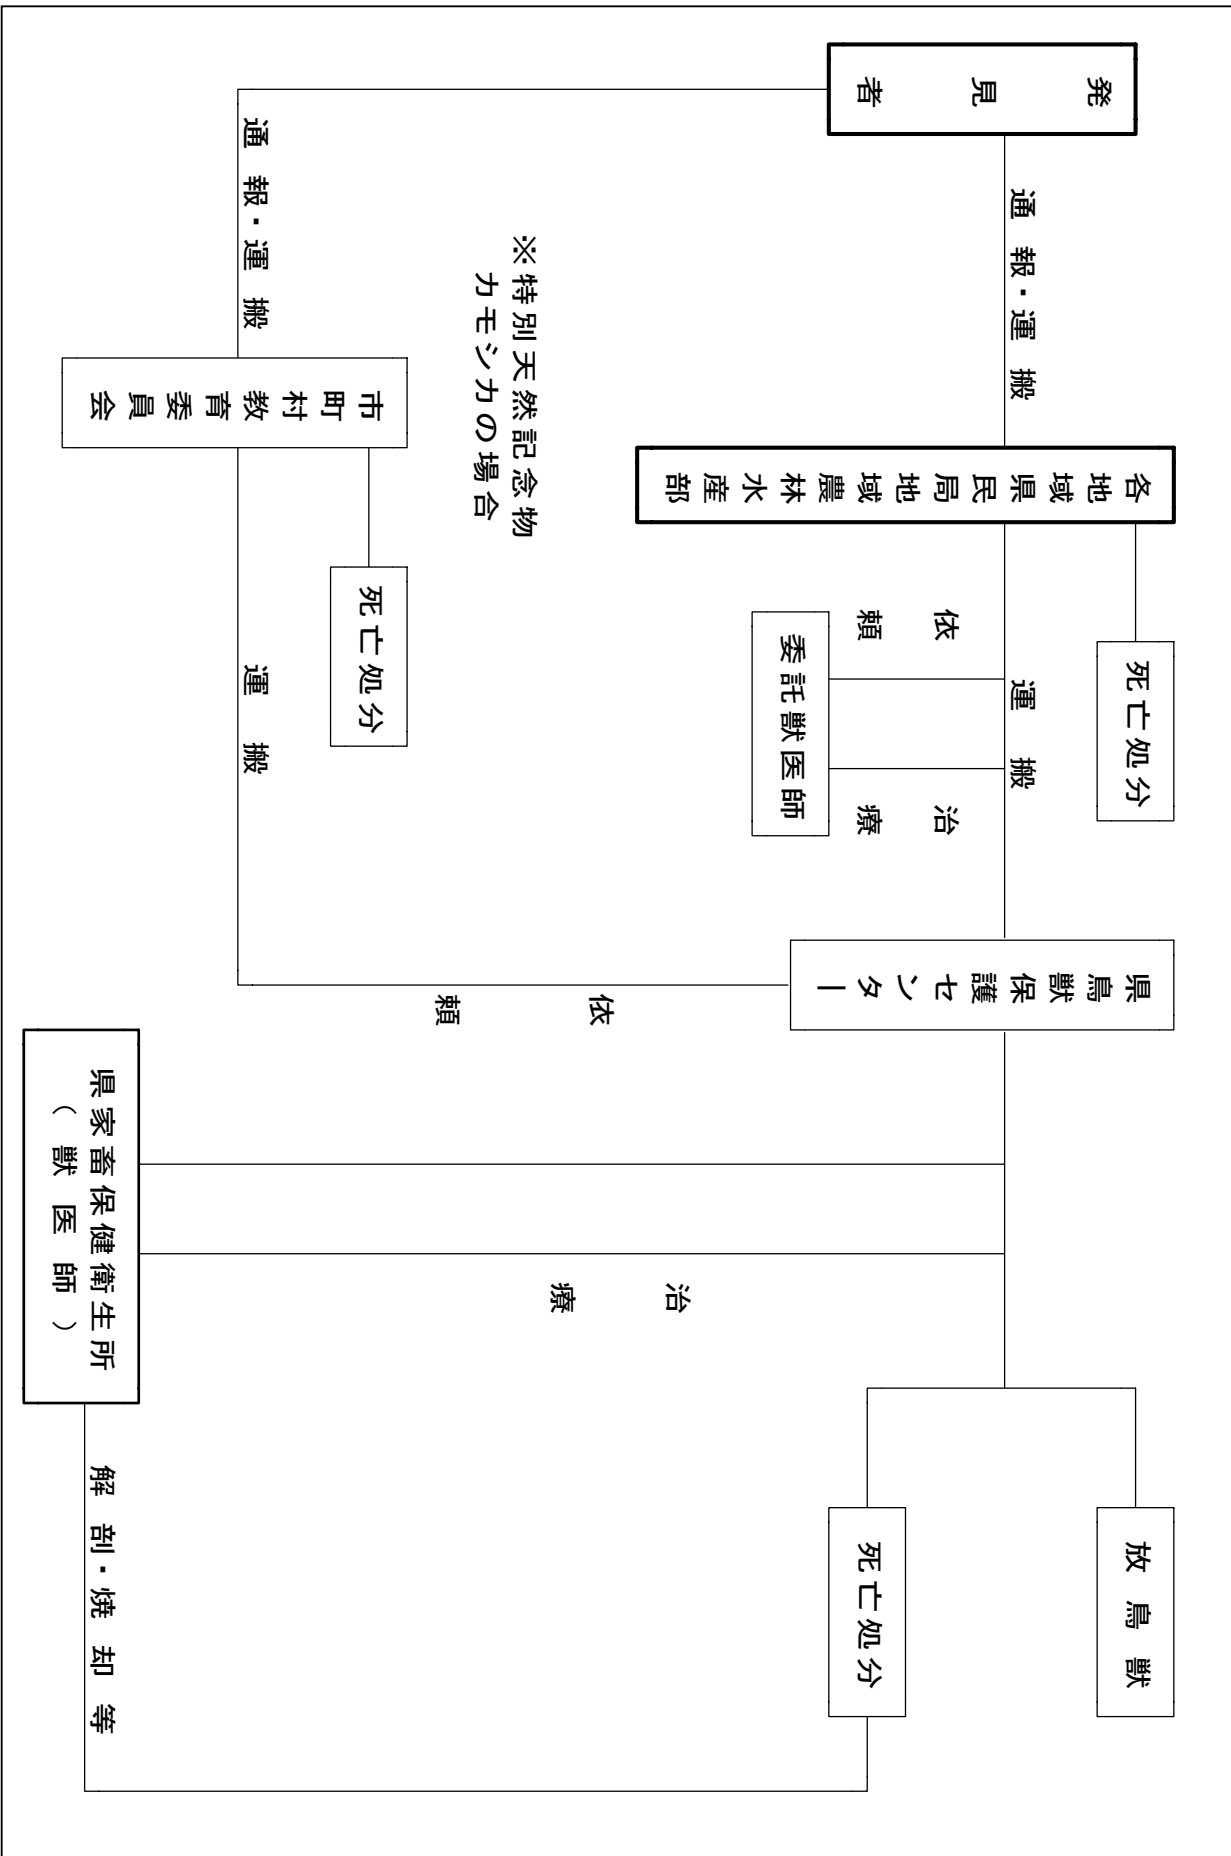 発見者
通報・運搬
各地域県民局地域農林水産部
死亡処分
依頼
運搬
治療
委託獣医師
県鳥獣保護センター
放鳥獣
死亡処分
※特別天然記念物
カモシカの場合
通報・運搬
市町村教育委員会
死亡処分
運搬
依頼
治療
県家畜保健衛生所
(獣医師)
解剖・焼却等